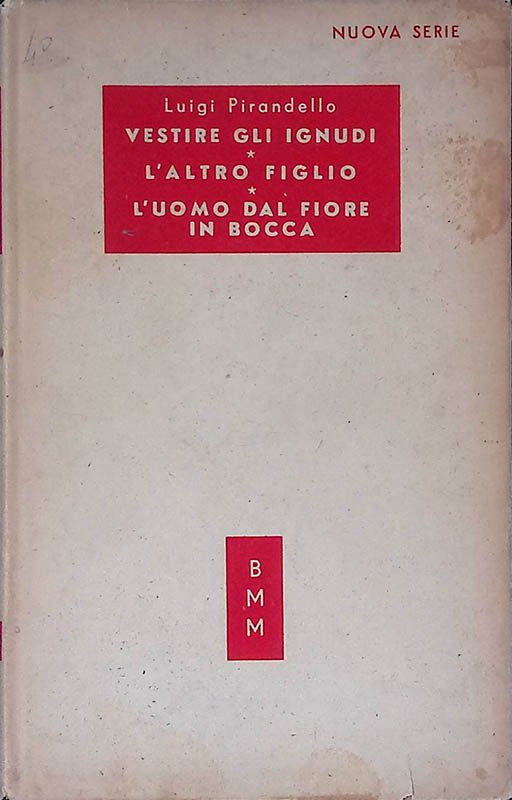 NUOVA SERIE
Luigi Pirandello
VESTIRE GLI IGNUDI
*
L'ALTRO FIGLIO
*
L'UOMO DAL FIORE
IN BOCCA
B
M
M